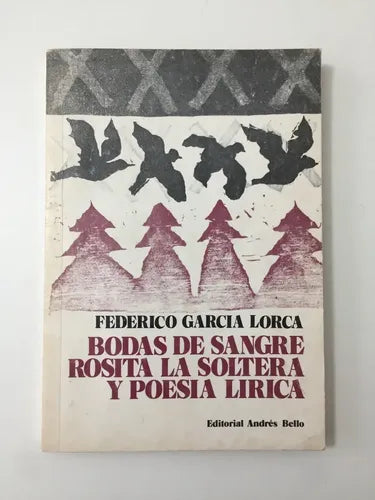 FEDERICO GARCIA LORCA
BODAS DE SANGRE
ROSITA LA SOLTERA
Y POESIA LIRICA
Editorial Andrés Bello